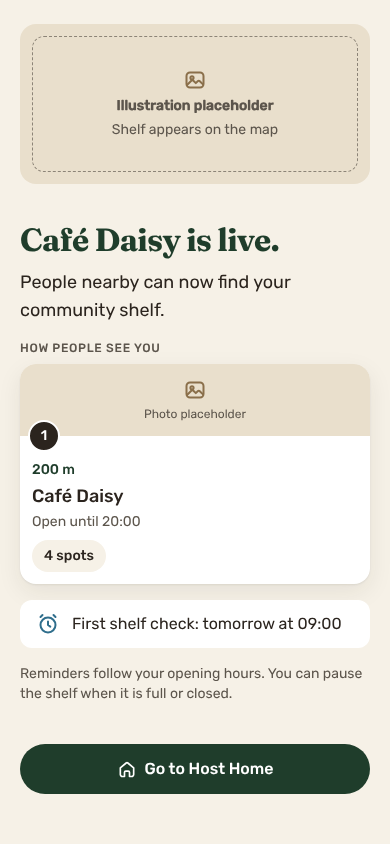 Illustration placeholder
Shelf appears on the map
Café Daisy is live.
People nearby can now find your
community shelf.
HOW PEOPLE SEE YOU
Photo placeholder
1
200 m
Café Daisy
Open until 20:00
4 spots
First shelf check: tomorrow at 09:00
Reminders follow your opening hours. You can pause
the shelf when it is full or closed.
Go to Host Home